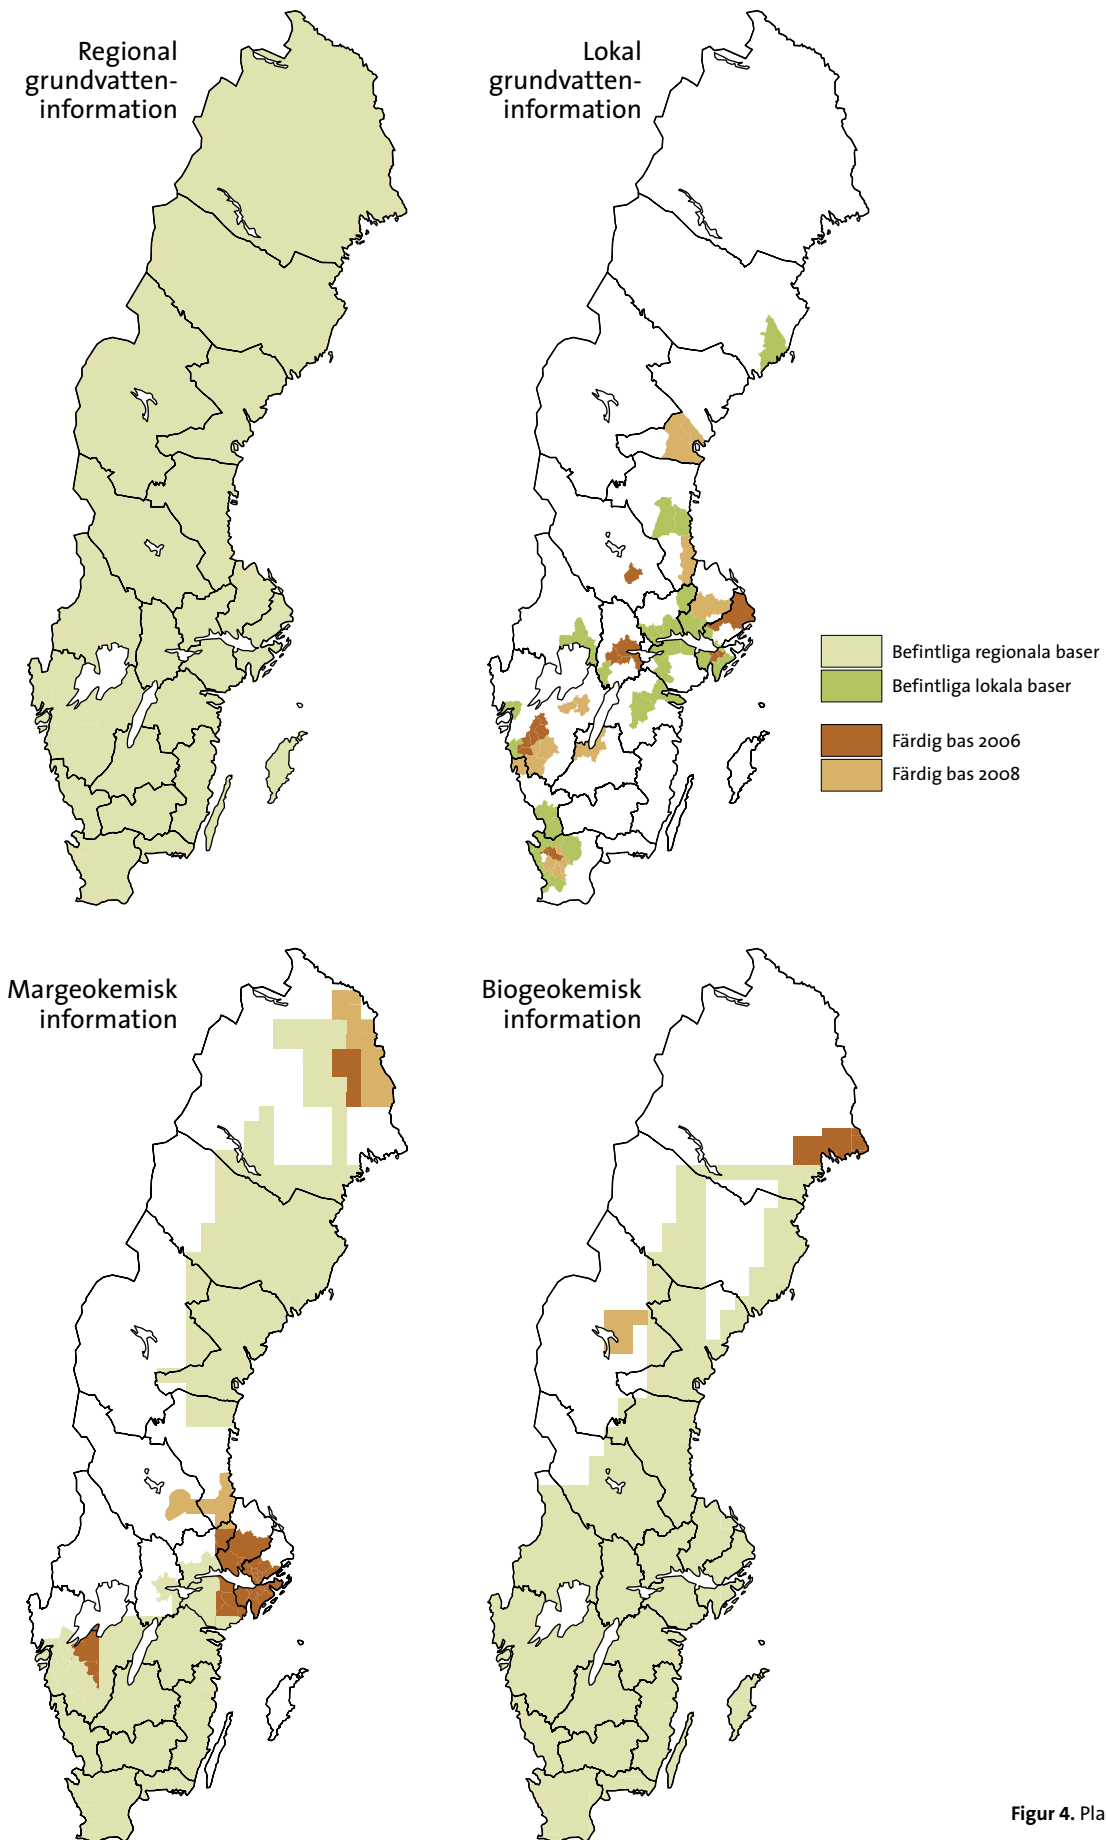 Regional
grundvatten-
information
Lokal
grundvatten-
information
Befintliga regionala baser
Befintliga lokala baser
Färdig bas 2006
Färdig bas 2008
Margeokemisk
information
Biogeokemisk
information
Figur 4. Pla